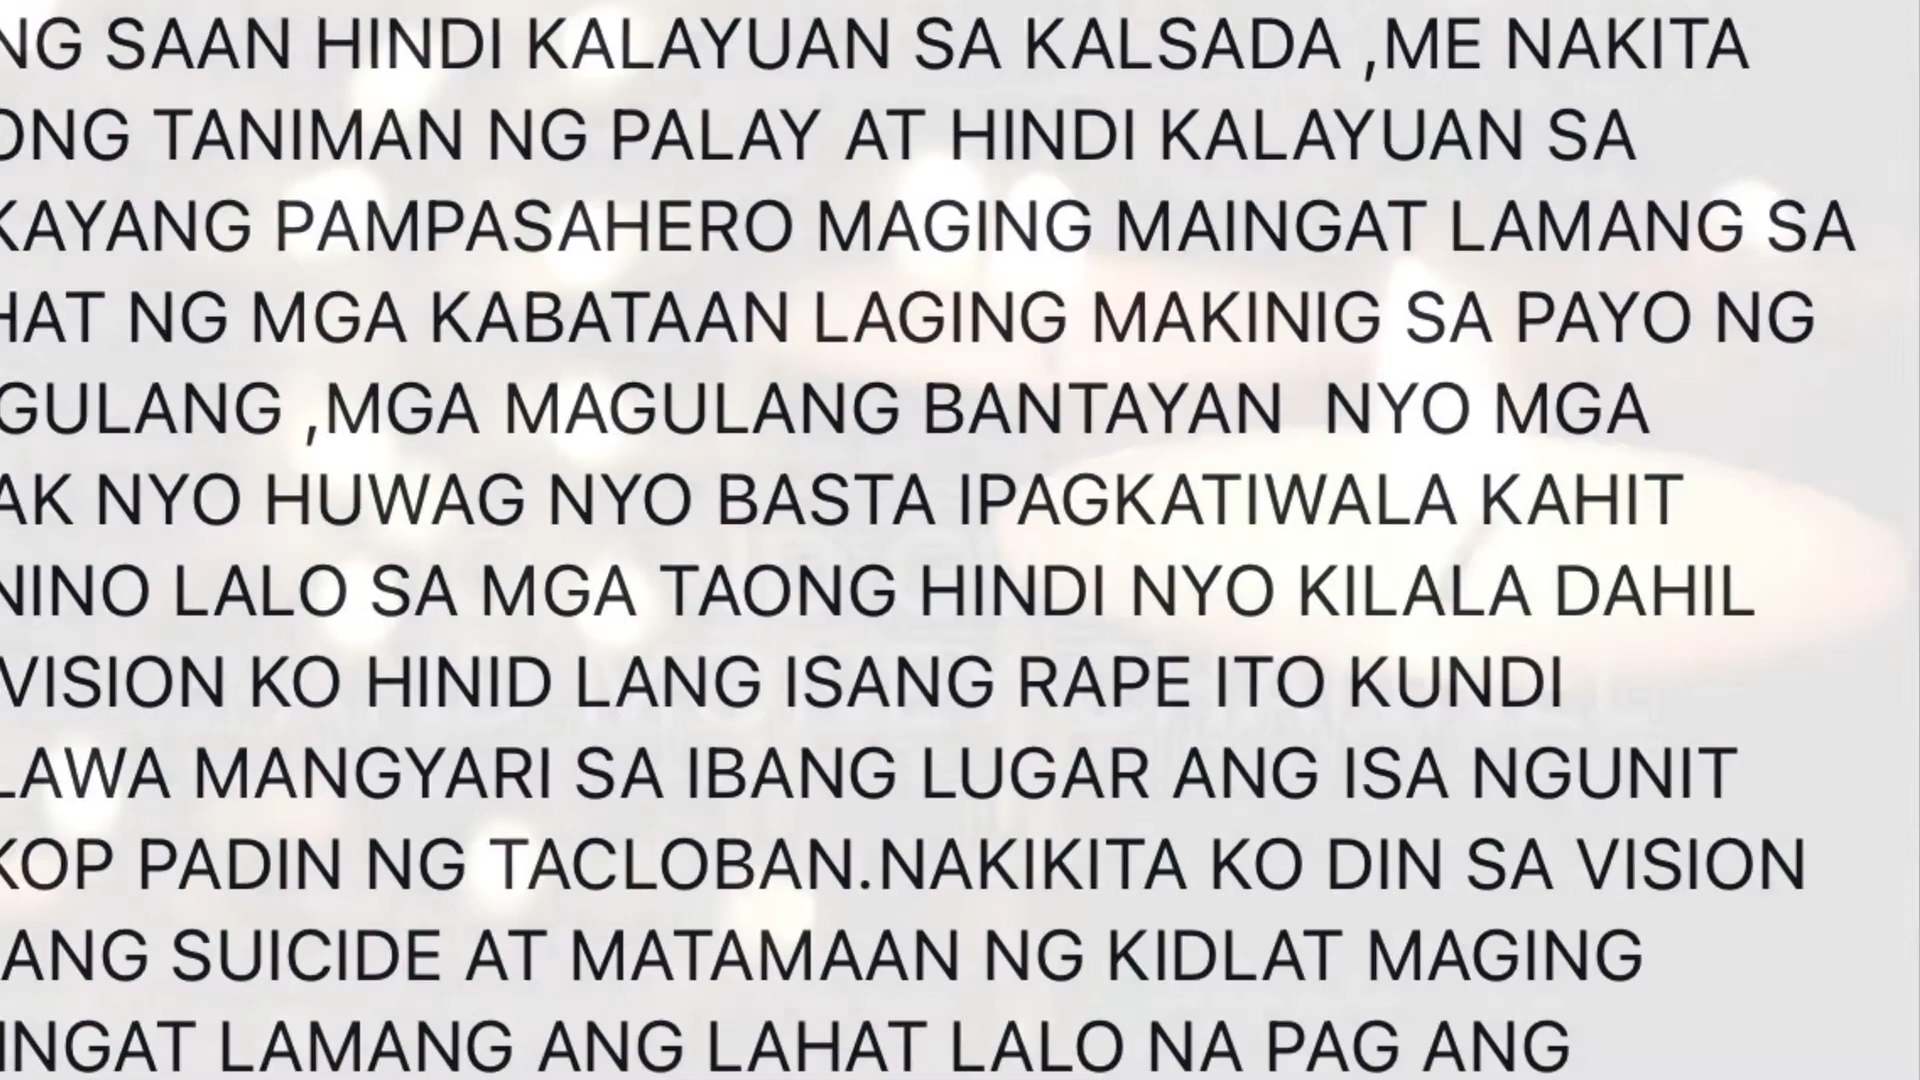 NG SAAN HINDI KALAYUAN SA KALSADA ,ME NAKITA
ONG TANIMAN NG PALAY AT HINDI KALAYUAN SA
KAYANG PAMPASAHERO MAGING MAINGAT LAMANG SA
HAT NG MGA KABATAAN LAGING MAKINIG SA PAYO NG
GULANG ,MGA MAGULANG BANTAYAN  NYO MGA
AK NYO HUWAG NYO BASTA IPAGKATIWALA KAHIT
NINO LALO SA MGA TAONG HINDI NYO KILALA DAHIL
VISION KO HINID LANG ISANG RAPE ITO KUNDI
LAWA MANGYARI SA IBANG LUGAR ANG ISA NGUNIT
KOP PADIN NG TACLOBAN.NAKIKITA KO DIN SA VISION
ANG SUICIDE AT MATAMAAN NG KIDLAT MAGING
INGAT LAMANG ANG LAHAT LALO NA PAG ANG